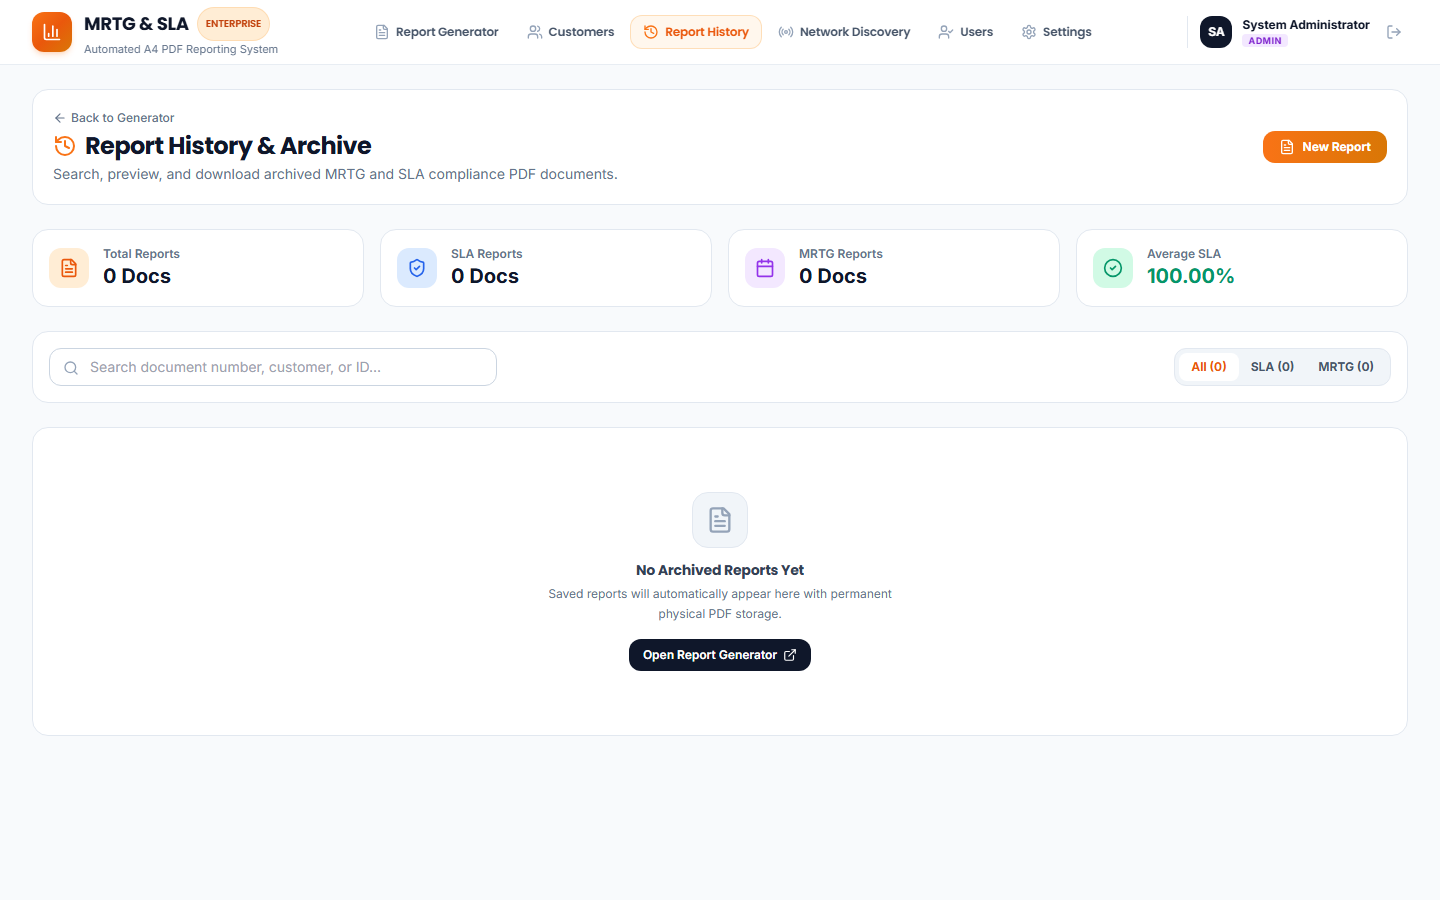 MRTG & SLA
ENTERPRISE
Automated A4 PDF Reporting System
Report Generator
Customers
Report History
Network Discovery
Users
Settings
SA
System Administrator
ADMIN
Back to Generator
Report History & Archive
Search, preview, and download archived MRTG and SLA compliance PDF documents.
New Report
Total Reports
0 Docs
SLA Reports
0 Docs
MRTG Reports
0 Docs
Average SLA
100.00%
Search document number, customer, or ID...
All (0)
SLA (0)
MRTG (0)
No Archived Reports Yet
Saved reports will automatically appear here with permanent
physical PDF storage.
Open Report Generator